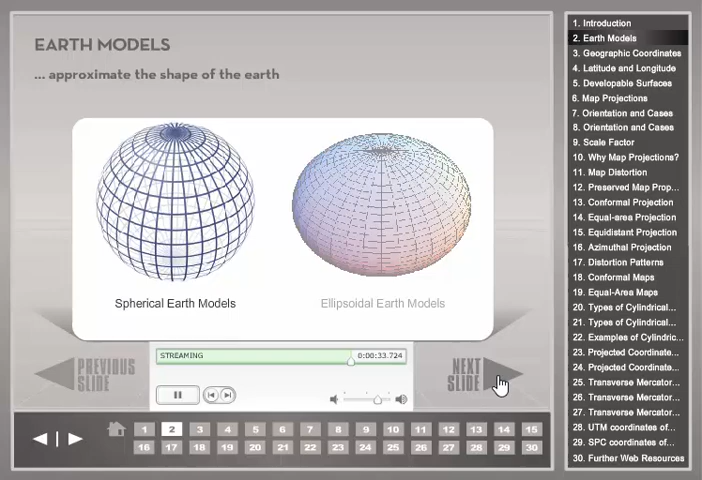 EARTH MODELS
... approximate the shape of the earth
Spherical Earth Models
Ellipsoidal Earth Models
STREAMING
0:00:33.724
PREVIOUS
SLIDE
NEXT
SLIDE
1 2 3 4 5 6 7 8 9 10 11 12 13 14 15
16 17 18 19 20 21 22 23 24 25 26 27 28 29 30
1. Introduction
2. Earth Models
3. Geographic Coordinates
4. Latitude and Longitude
5. Developable Surfaces
6. Map Projections
7. Orientation and Cases
8. Orientation and Cases
9. Scale Factor
10. Why Map Projections?
11. Map Distortion
12. Preserved Map Prop...
13. Conformal Projection
14. Equal-area Projection
15. Equidistant Projection
16. Azimuthal Projection
17. Distortion Patterns
18. Conformal Maps
19. Equal-Area Maps
20. Types of Cylindrical...
21. Types of Cylindrical...
22. Examples of Cylindric...
23. Projected Coordinate...
24. Projected Coordinate...
25. Transverse Mercator...
26. Transverse Mercator...
27. Transverse Mercator...
28. UTM coordinates of...
29. SPC coordinates of...
30. Further Web Resources